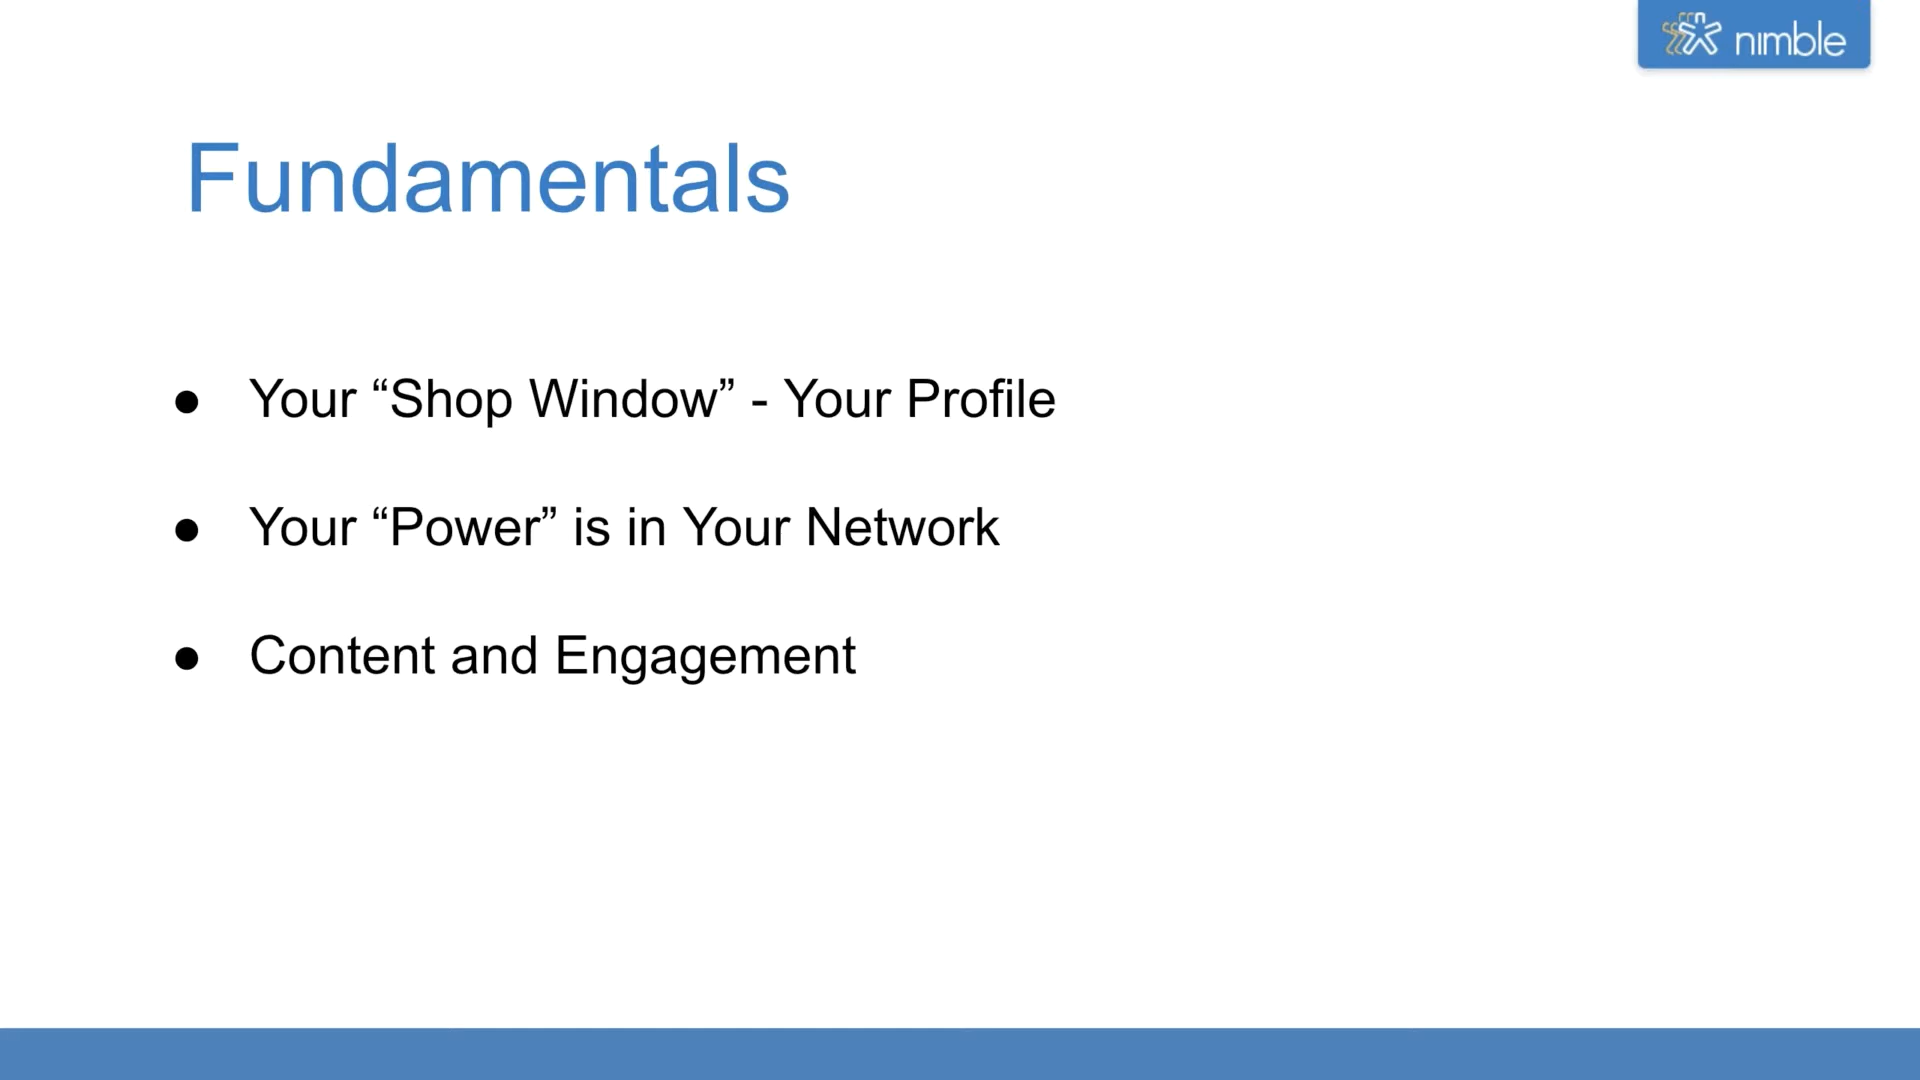 nimble
Fundamentals
● Your “Shop Window” - Your Profile
● Your “Power” is in Your Network
● Content and Engagement